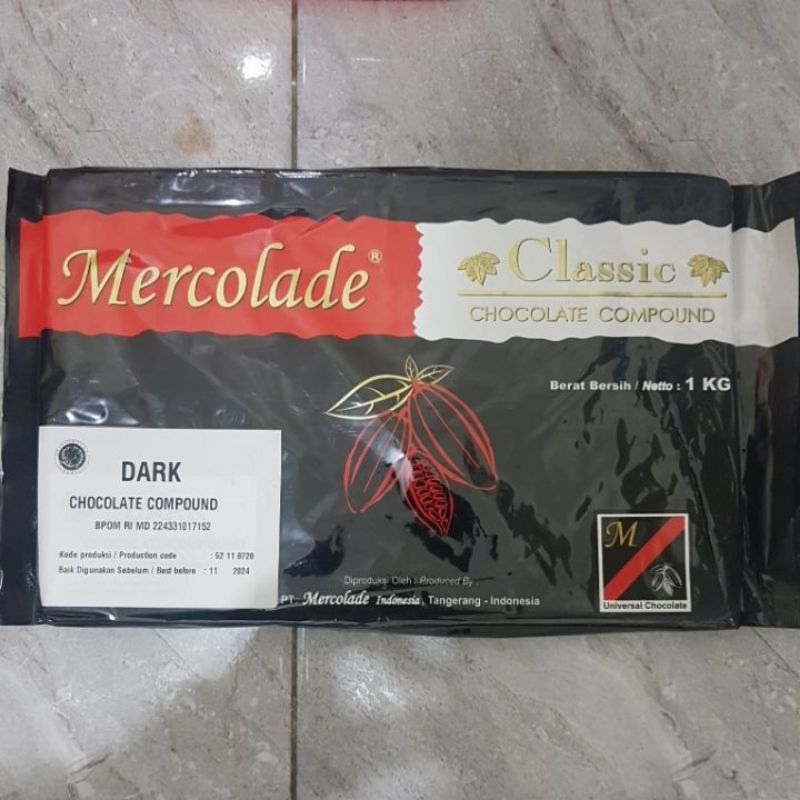 Mercolade®
Classic
CHOCOLATE COMPOUND
Berat Bersih / Netto : 1 KG
DARK
CHOCOLATE COMPOUND
BPOM RI MD 224331017152
Kode produksi / Production code : 52 11 8720
Baik Digunakan Sebelum / Best before : 11 2024
M
Universal Chocolate
Diproduksi Oleh / Produced By :
PT. Mercolade Indonesia, Tangerang - Indonesia